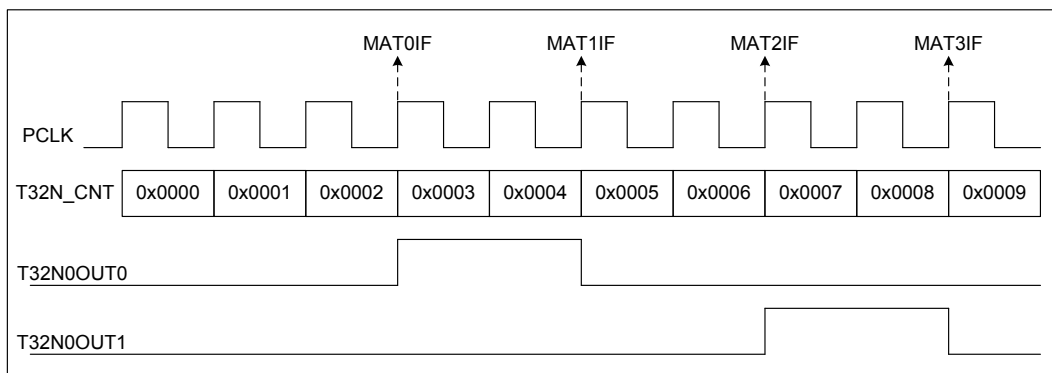 MAT0IF MAT1IF MAT2IF MAT3IF
PCLK
T32N_CNT 0x0000 0x0001 0x0002 0x0003 0x0004 0x0005 0x0006 0x0007 0x0008 0x0009
T32N0OUT0
T32N0OUT1